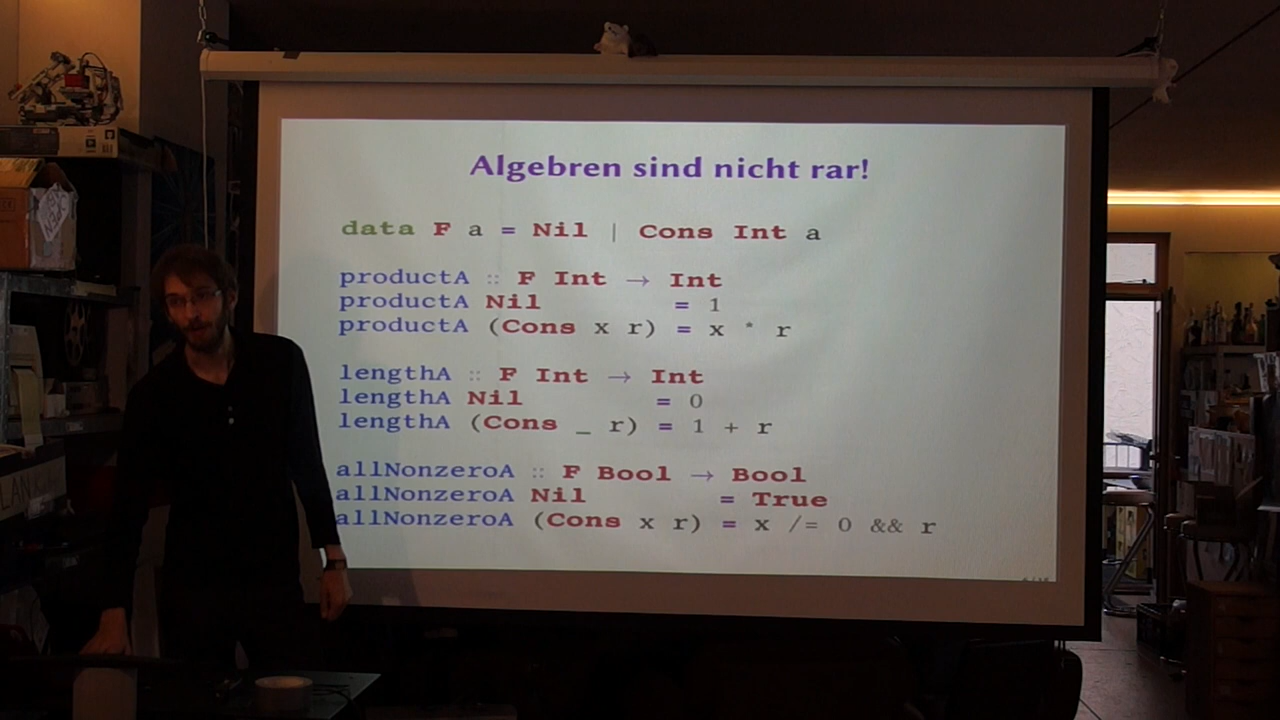 Algebren sind nicht rar!
data F a = Nil | Cons Int a
productA :: F Int → Int
productA Nil = 1
productA (Cons x r) = x * r
lengthA :: F Int → Int
lengthA Nil = 0
lengthA (Cons _ r) = 1 + r
allNonzeroA :: F Bool → Bool
allNonzeroA Nil = True
allNonzeroA (Cons x r) = x /= 0 && r